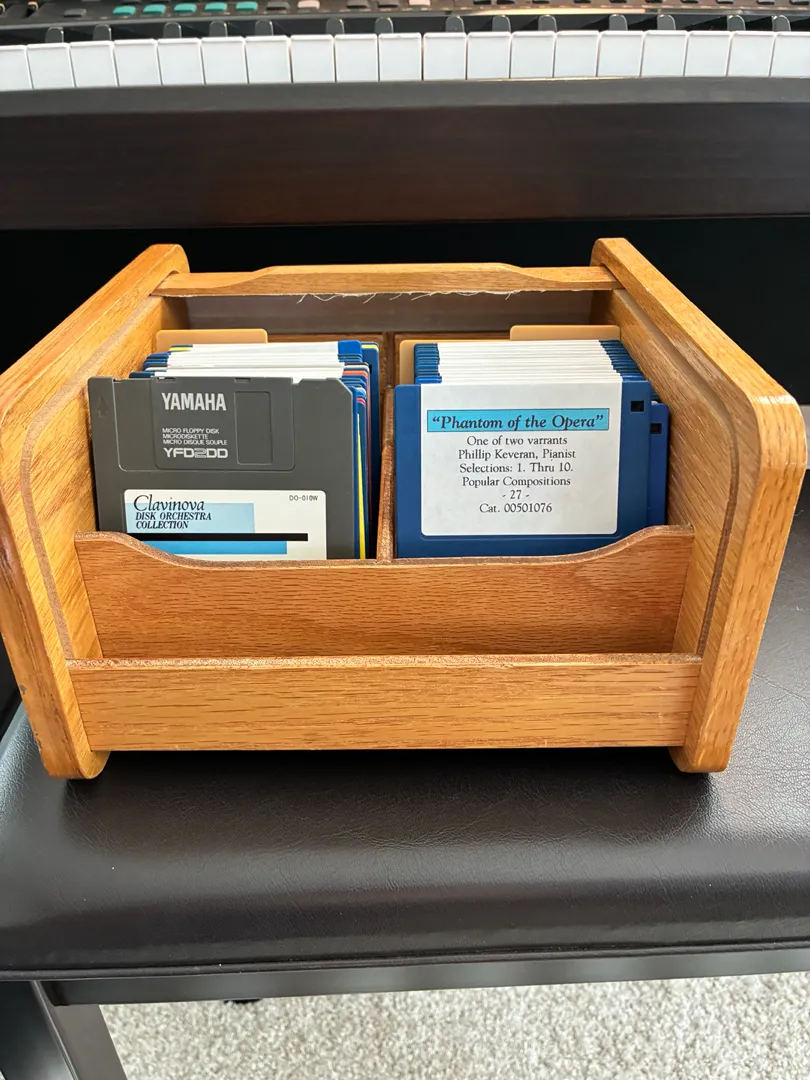 YAMAHA
MICRO FLOPPY DISK
MICRODISKETTE
MICRO DISQUE SOUPLE
YFD2DD
Clavinova
DISK ORCHESTRA
COLLECTION
DO-010W
"Phantom of the Opera"
One of two varrants
Phillip Keveran, Pianist
Selections: 1. Thru 10.
Popular Compositions
- 27 -
Cat. 00501076